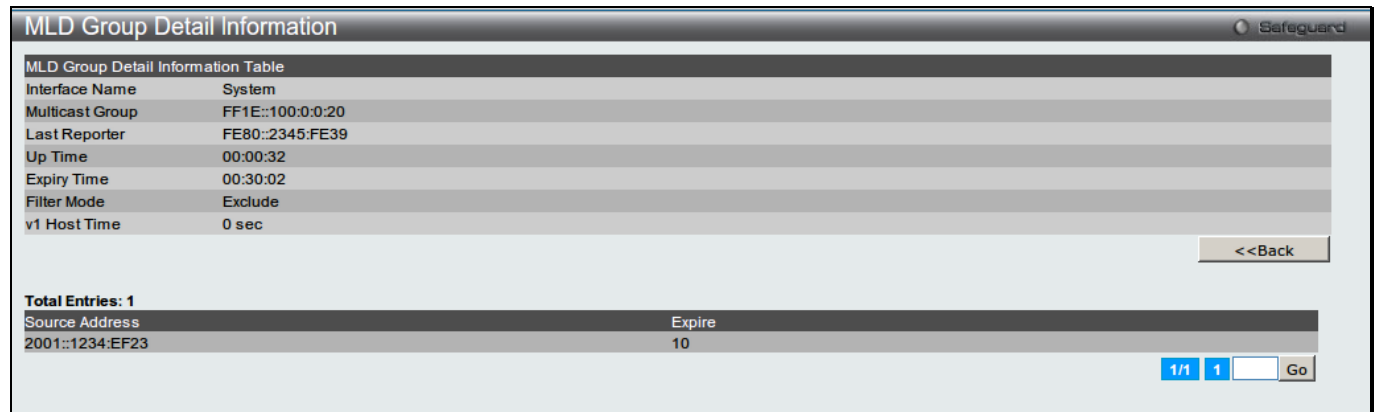 MLD Group Detail Information
Safeguard
MLD Group Detail Information Table
Interface Name System
Multicast Group FF1E::100:0:0:20
Last Reporter FE80::2345:FE39
Up Time 00:00:32
Expiry Time 00:30:02
Filter Mode Exclude
v1 Host Time 0 sec
<<Back
Total Entries: 1
Source Address Expire
2001::1234:EF23 10
1/1 1 Go